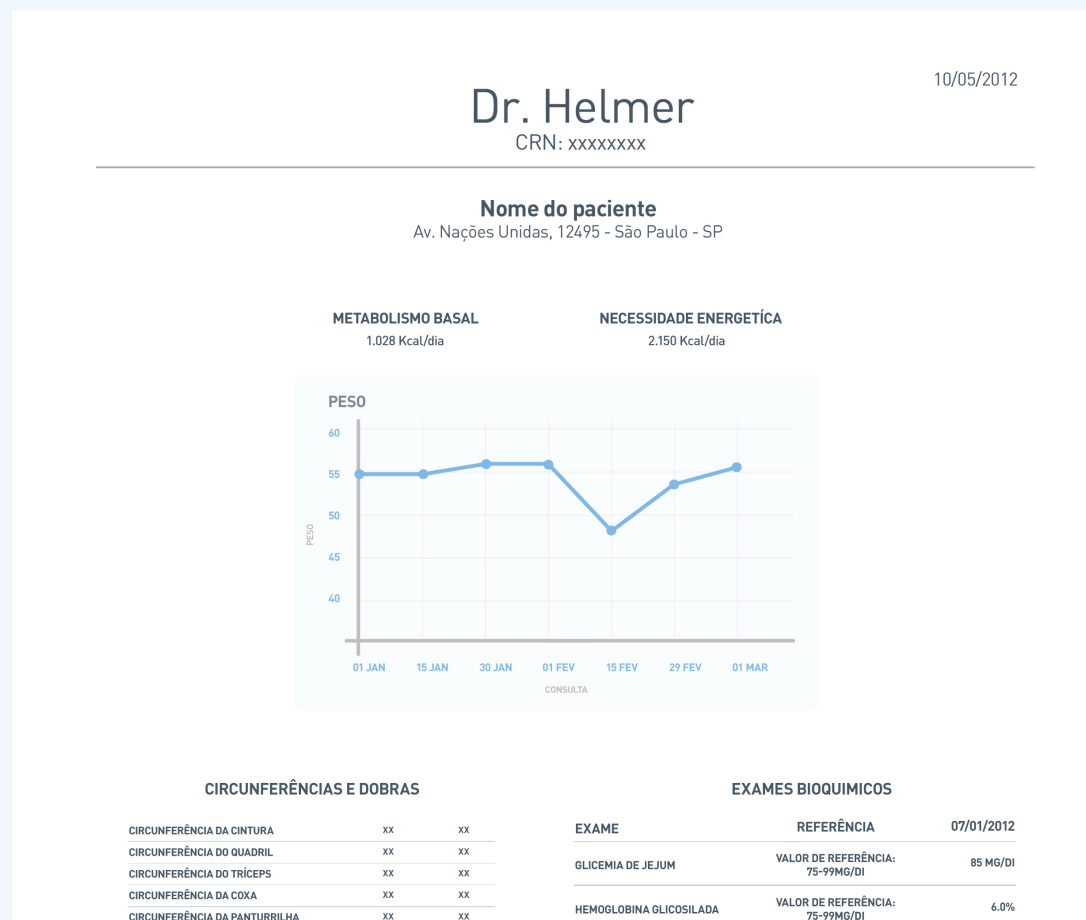 10/05/2012
Dr. Helmer
CRN: xxxxxxxx
Nome do paciente
Av. Nações Unidas, 12495 - São Paulo - SP
METABOLISMO BASAL
1.028 Kcal/dia
NECESSIDADE ENERGETÍCA
2.150 Kcal/dia
PESO
60
55
50
45
40
PESO
01 JAN 15 JAN 30 JAN 01 FEV 15 FEV 29 FEV 01 MAR
CONSULTA
CIRCUNFERÊNCIAS E DOBRAS
CIRCUNFERÊNCIA DA CINTURA xx xx
CIRCUNFERÊNCIA DO QUADRIL xx xx
CIRCUNFERÊNCIA DO TRÍCEPS xx xx
CIRCUNFERÊNCIA DA COXA xx xx
CIRCUNFERÊNCIA DA PANTURRILHA xx xx
EXAMES BIOQUIMICOS
EXAME REFERÊNCIA 07/01/2012
GLICEMIA DE JEJUM VALOR DE REFERÊNCIA: 85 MG/DI
75-99MG/DI
HEMOGLOBINA GLICOSILADA VALOR DE REFERÊNCIA: 6.0%
75-99MG/DI